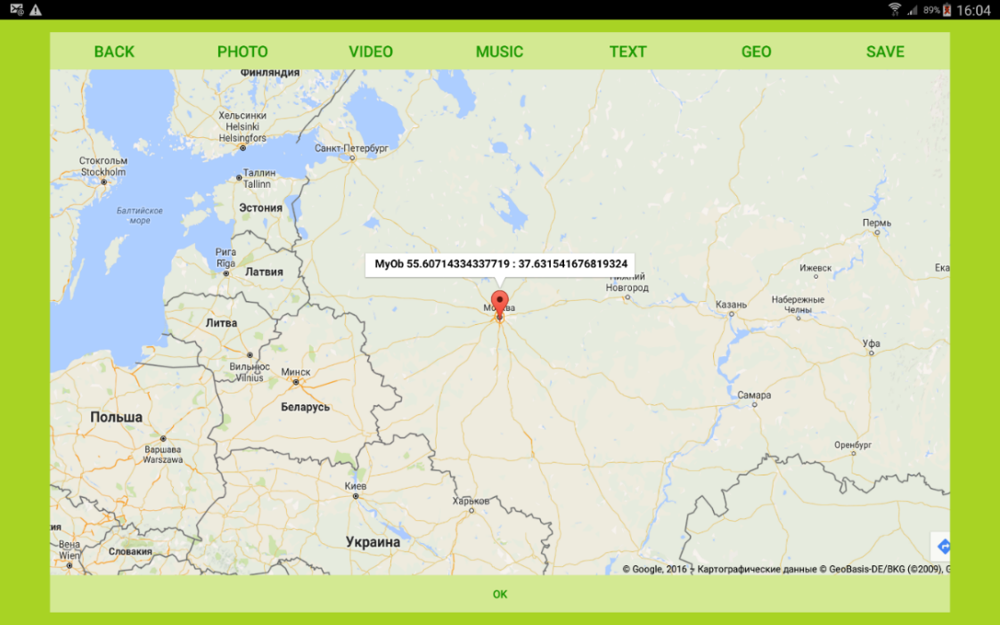 89% 16:04
BACK PHOTO VIDEO MUSIC TEXT GEO SAVE
Финляндия
Хельсинки
Helsinki
Helsingfors
Санкт-Петербург
Стокгольм
Stockholm
Таллин
Tallinn
Эстония
Балтийское
море
Пермь
Рига
Rīga
Латвия
MyOb 55.60714334337719 : 37.631541676819324
Ижевск
Ека
Нижний
Новгород
Москва
Казань
Набережные
Челны
Литва
Уфа
Вильнюс
Vilnius
Минск
Беларусь
Самара
Польша
Варшава
Warszawa
Оренбург
Киев
Харьков
Украина
Вена
Wien
Словакия
© Google, 2016 ~ Картографические данные © GeoBasis-DE/BKG (©2009), G
OK